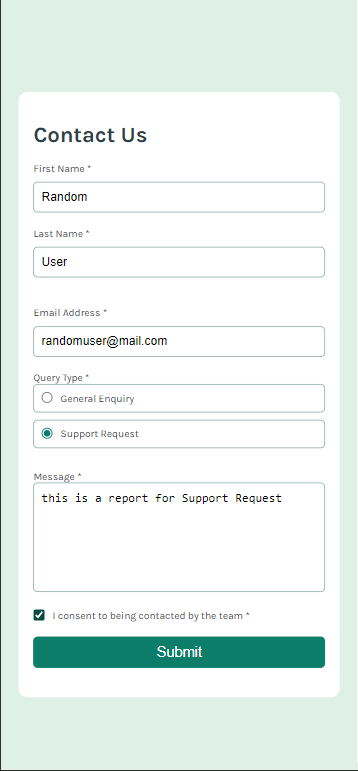 Contact Us
First Name *
Random
Last Name *
User
Email Address *
randomuser@mail.com
Query Type *
General Enquiry
Support Request
Message *
this is a report for Support Request
I consent to being contacted by the team *
Submit